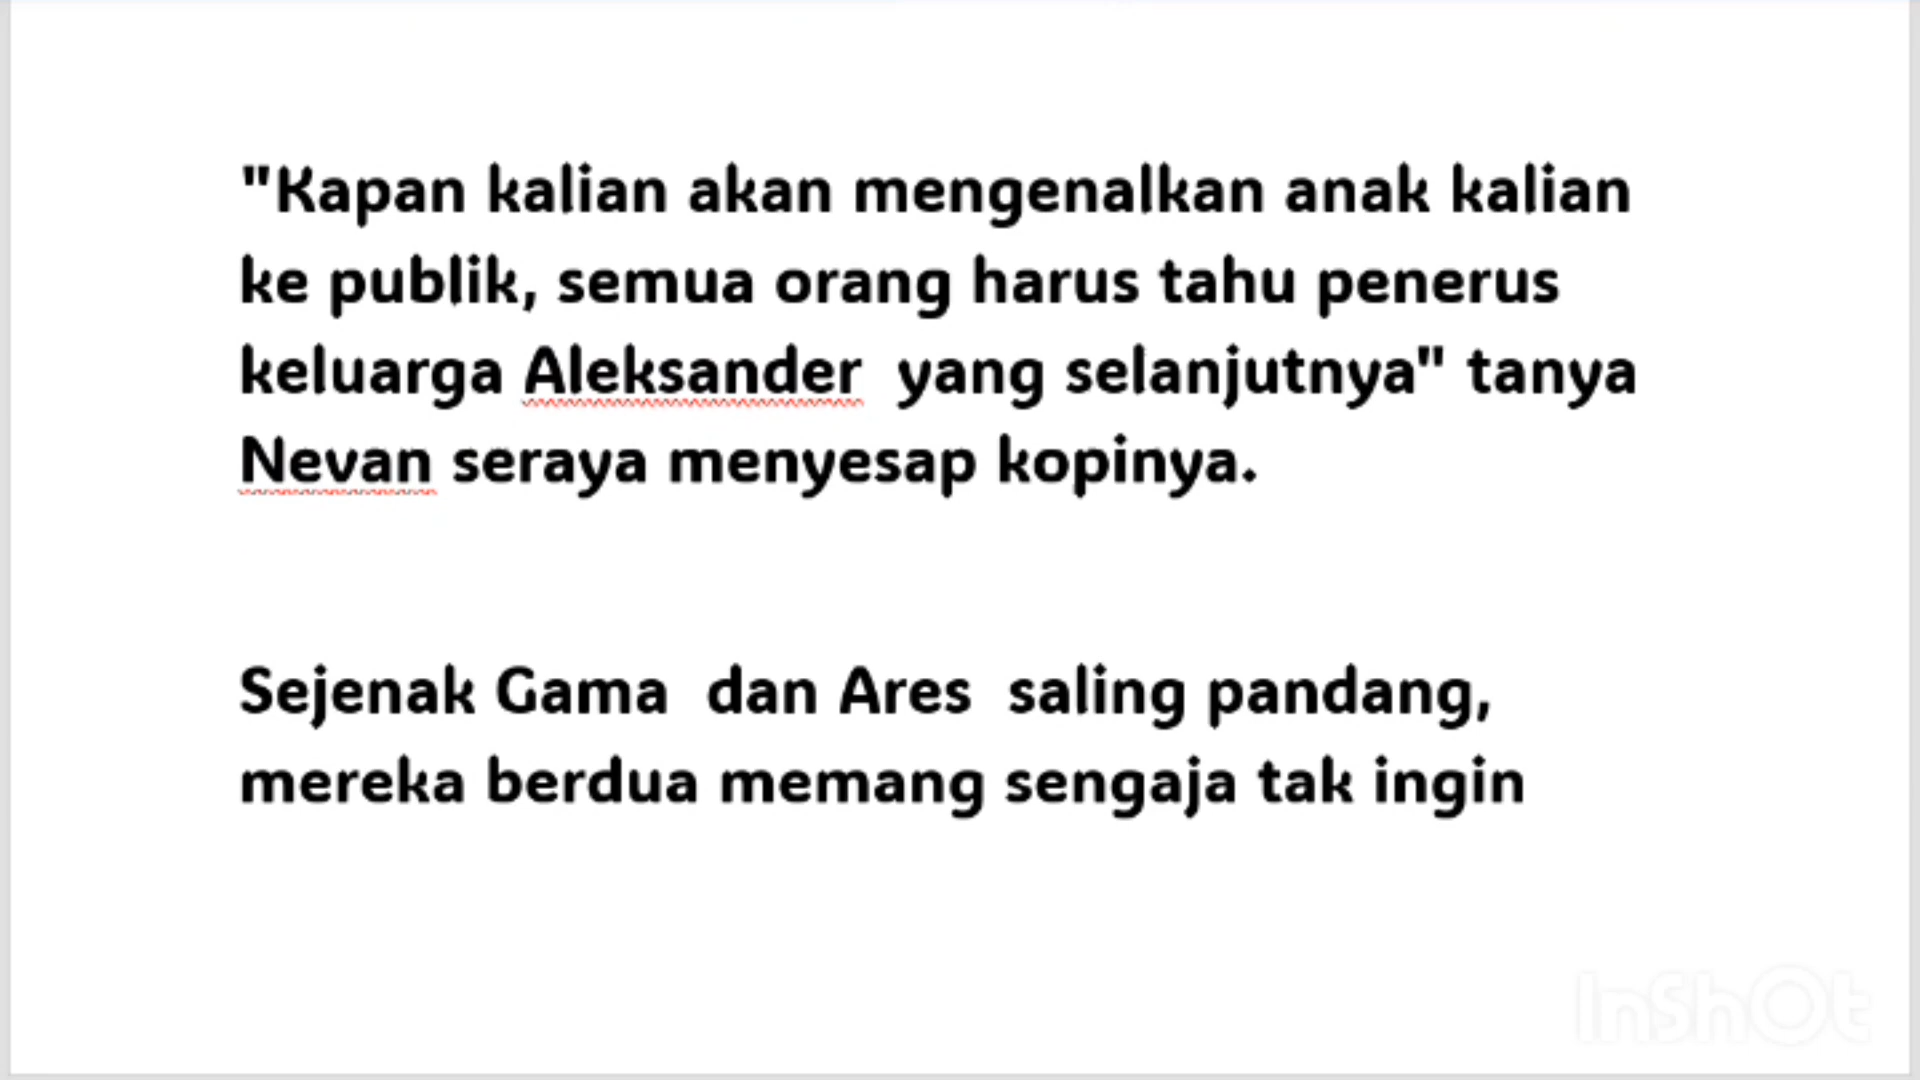 "Kapan kalian akan mengenalkan anak kalian
ke publik, semua orang harus tahu penerus
keluarga Aleksander  yang selanjutnya" tanya
Nevan seraya menyesap kopinya.
Sejenak Gama  dan Ares  saling pandang,
mereka berdua memang sengaja tak ingin
InShOt